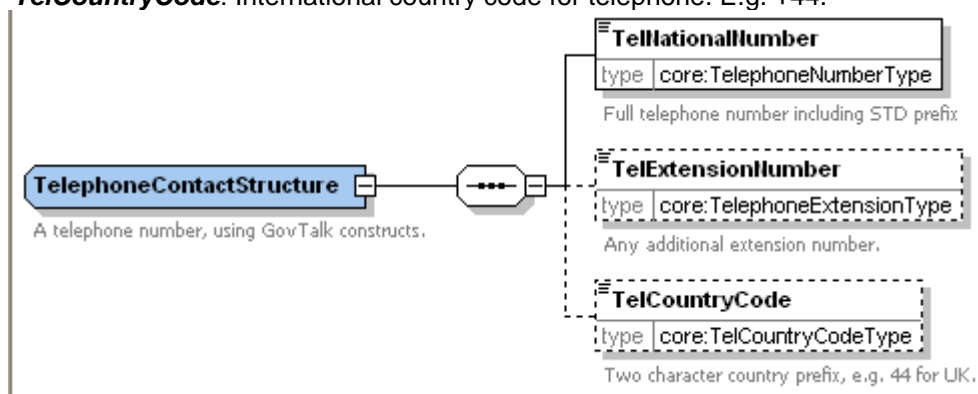 TelCountryCode: International country code for telephone. E.g. +44.
TelNationalNumber
type core:TelephoneNumberType
Full telephone number including STD prefix
TelephoneContactStructure
A telephone number, using GovTalk constructs.
TelExtensionNumber
type core:TelephoneExtensionType
Any additional extension number.
TelCountryCode
type core:TelCountryCodeType
Two character country prefix, e.g. 44 for UK.